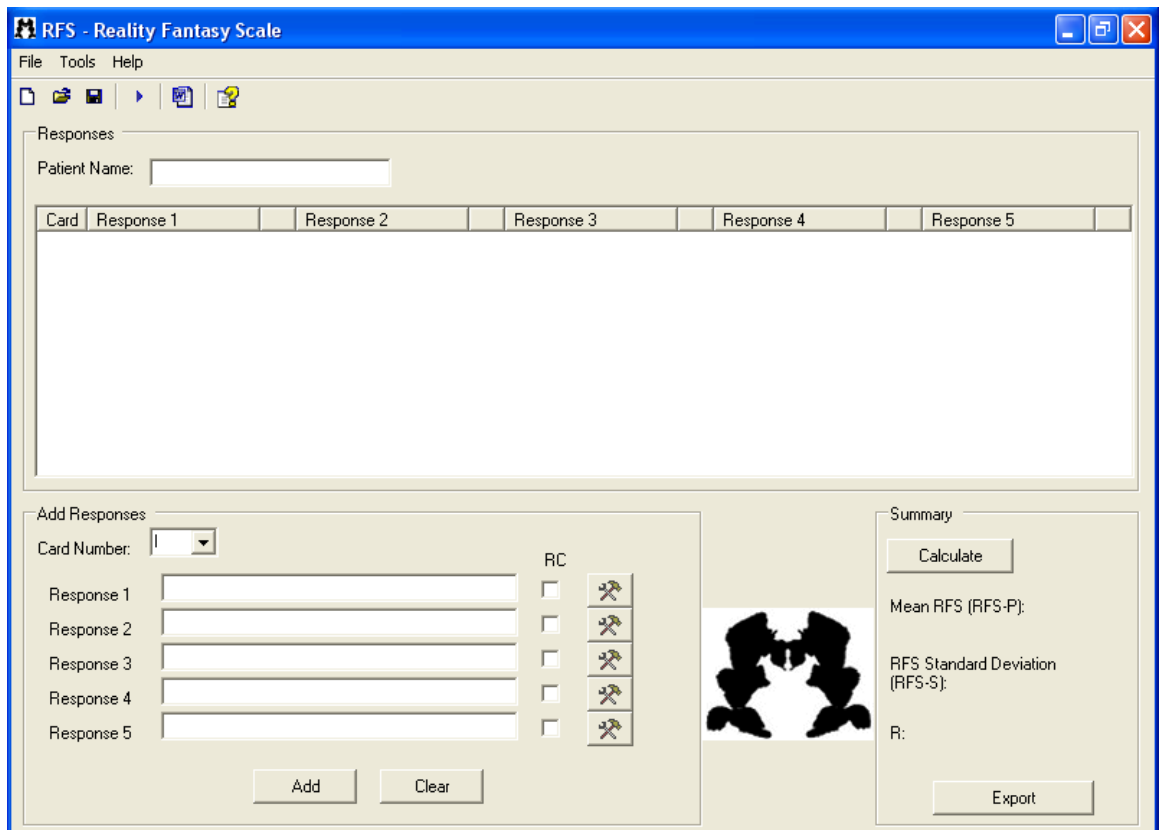 RFS - Reality Fantasy Scale
File Tools Help
Responses
Patient Name:
Card Response 1 Response 2 Response 3 Response 4 Response 5
Add Responses
Card Number: I
RC
Response 1
Response 2
Response 3
Response 4
Response 5
Add Clear
Summary
Calculate
Mean RFS (RFS-P):
RFS Standard Deviation
(RFS-S):
R:
Export